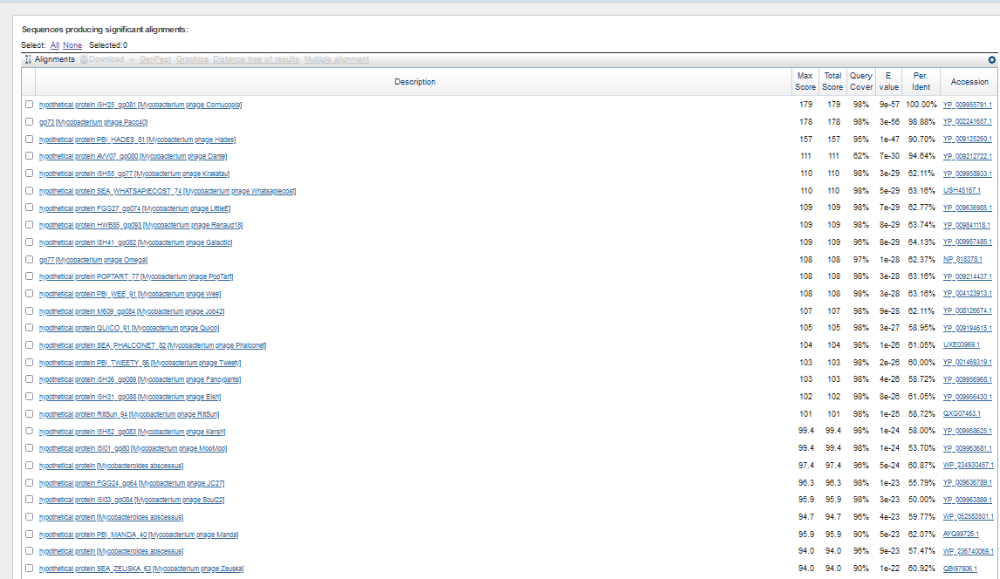 Sequences producing significant alignments:
Select: All None Selected:0
Alignments Download GenPept Graphics Distance tree of results Multiple alignment
Description Max Score Total Score Query Cover E value Per. Ident Accession
hypothetical protein I5H25_gp081 [Mycobacterium phage Cornucopia] 179 179 98% 9e-57 100.00% YP_009955791.1
gp73 [Mycobacterium phage Pacc40] 178 178 98% 3e-56 98.88% YP_002241657.1
hypothetical protein PBI_HADES_81 [Mycobacterium phage Hades] 157 157 95% 1e-47 90.70% YP_009125260.1
hypothetical protein AVV07_gp080 [Mycobacterium phage Dante] 111 111 62% 7e-30 94.64% YP_009212722.1
hypothetical protein I5H55_gp77 [Mycobacterium phage Krakatau] 110 110 98% 3e-29 62.11% YP_009958933.1
hypothetical protein SEA_WHATSAPIECOST_74 [Mycobacterium phage Whatsapiecost] 110 110 98% 5e-29 63.16% USH45167.1
hypothetical protein FGG27_gp074 [Mycobacterium phage LittleE] 109 109 98% 7e-29 62.77% YP_009636985.1
hypothetical protein HWB85_gp093 [Mycobacterium phage Renaud18] 109 109 98% 8e-29 63.74% YP_009841118.1
hypothetical protein I5H41_gp082 [Mycobacterium phage Galactic] 109 109 96% 8e-29 64.13% YP_009957485.1
gp77 [Mycobacterium phage Omega] 108 108 97% 1e-28 62.37% NP_818378.1
hypothetical protein POPTART_77 [Mycobacterium phage PopTart] 108 108 98% 3e-28 63.16% YP_009214437.1
hypothetical protein PBI_WEE_91 [Mycobacterium phage Wee] 108 108 98% 3e-28 63.16% YP_004123913.1
hypothetical protein M609_gp084 [Mycobacterium phage Job42] 107 107 98% 9e-28 62.11% YP_008126674.1
hypothetical protein QUICO_91 [Mycobacterium phage Quico] 105 105 98% 3e-27 58.95% YP_009194615.1
hypothetical protein SEA_PHALCONET_82 [Mycobacterium phage Phalconet] 104 104 98% 1e-26 61.05% UXE03969.1
hypothetical protein PBI_TWEETY_86 [Mycobacterium phage Tweety] 103 103 98% 2e-26 60.00% YP_001469319.1
hypothetical protein I5H36_gp089 [Mycobacterium phage Fancypants] 103 103 98% 4e-26 58.72% YP_009956968.1
hypothetical protein I5H31_gp088 [Mycobacterium phage Elsh] 102 102 98% 8e-26 61.05% YP_009956430.1
hypothetical protein RitSun_94 [Mycobacterium phage RitSun] 101 101 98% 1e-25 58.72% QXG07463.1
hypothetical protein I5H52_gp083 [Mycobacterium phage Kersh] 99.4 99.4 98% 1e-24 58.00% YP_009958625.1
hypothetical protein I5I01_gp80 [Mycobacterium phage MooMoo] 99.4 99.4 98% 1e-24 53.70% YP_009963681.1
hypothetical protein [Mycobacteroides abscessus] 97.4 97.4 96% 5e-24 60.87% WP_234930457.1
hypothetical protein FGG24_gp64 [Mycobacterium phage JC27] 96.3 96.3 98% 1e-23 55.79% YP_009636789.1
hypothetical protein I5I03_gp084 [Mycobacterium phage Soul22] 95.9 95.9 98% 3e-23 50.00% YP_009963899.1
hypothetical protein [Mycobacteroides abscessus] 94.7 94.7 96% 4e-23 59.77% WP_052583501.1
hypothetical protein PBI_MANDA_40 [Mycobacterium phage Manda] 95.9 95.9 90% 5e-23 62.07% AYQ99726.1
hypothetical protein [Mycobacteroides abscessus] 94.0 94.0 96% 9e-23 57.47% WP_236740069.1
hypothetical protein SEA_ZEUSKA_63 [Mycobacterium phage Zeuska] 94.0 94.0 90% 1e-22 60.92% QBI97806.1